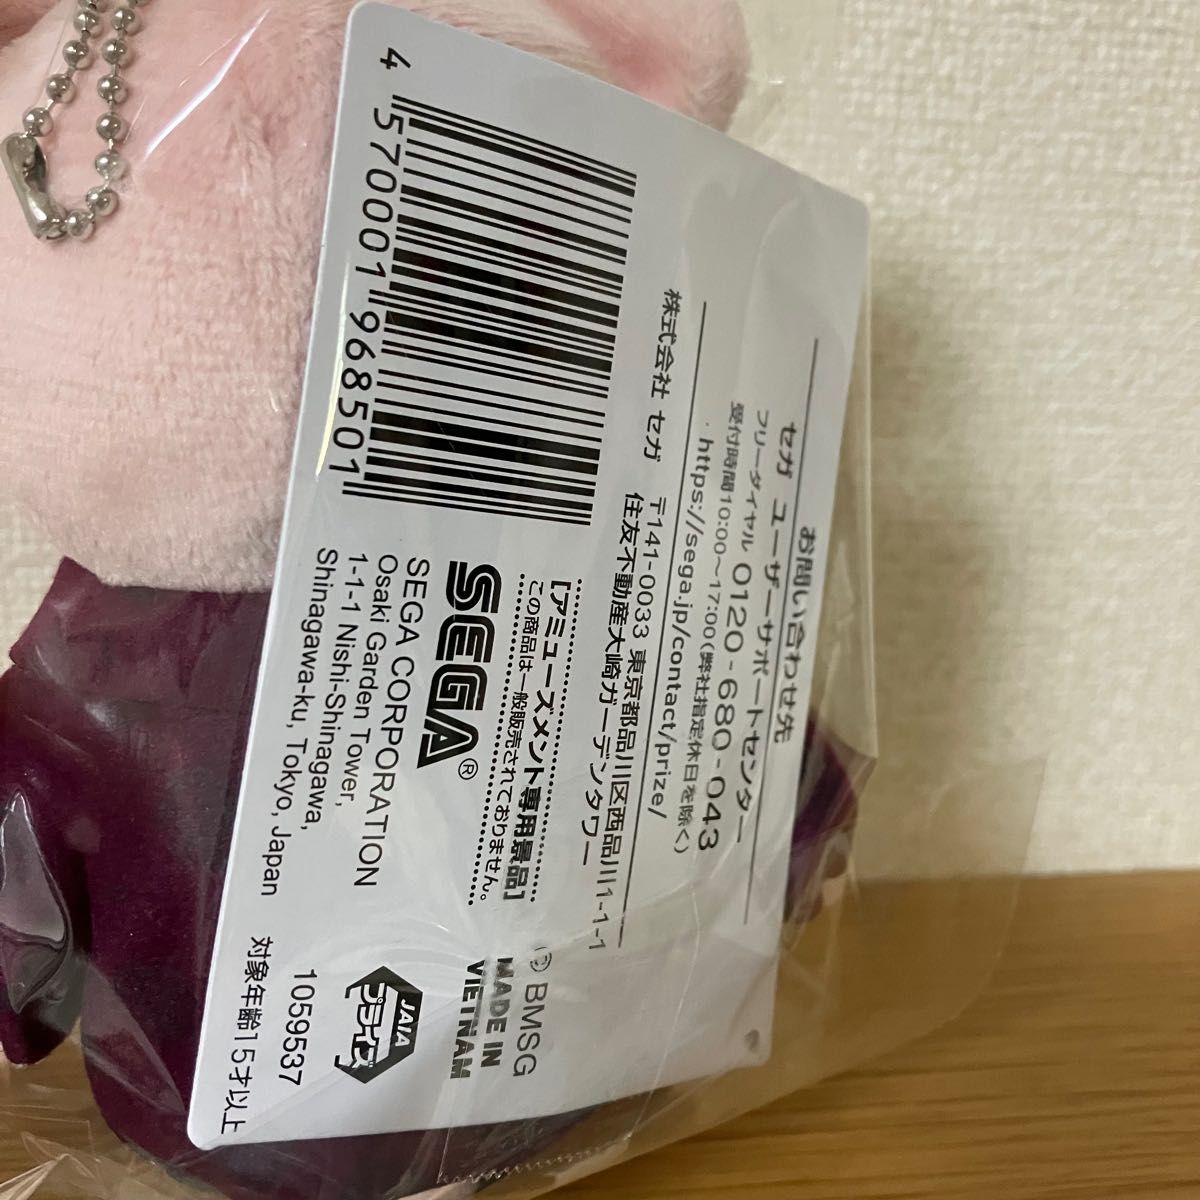 お問い合わせ先
セガ ユーザーサポートセンター
フリーダイヤル 0120-680-043
受付時間10:00～17:00(弊社指定休日を除く)
https://sega.jp/contact/prize/
株式会社 セガ 〒141-0033 東京都品川区西品川1-1-1
住友不動産大崎ガーデンタワー
4 570001 968501
[アミューズメント専用景品]
この商品は一般販売されておりません。
SEGA®
SEGA CORPORATION
Osaki Garden Tower,
1-1-1 Nishi-Shinagawa,
Shinagawa-ku, Tokyo, Japan
Ⓟ BMSG
MADE IN
VIETNAM
JAIA
プライズ
1059537
対象年齢15才以上